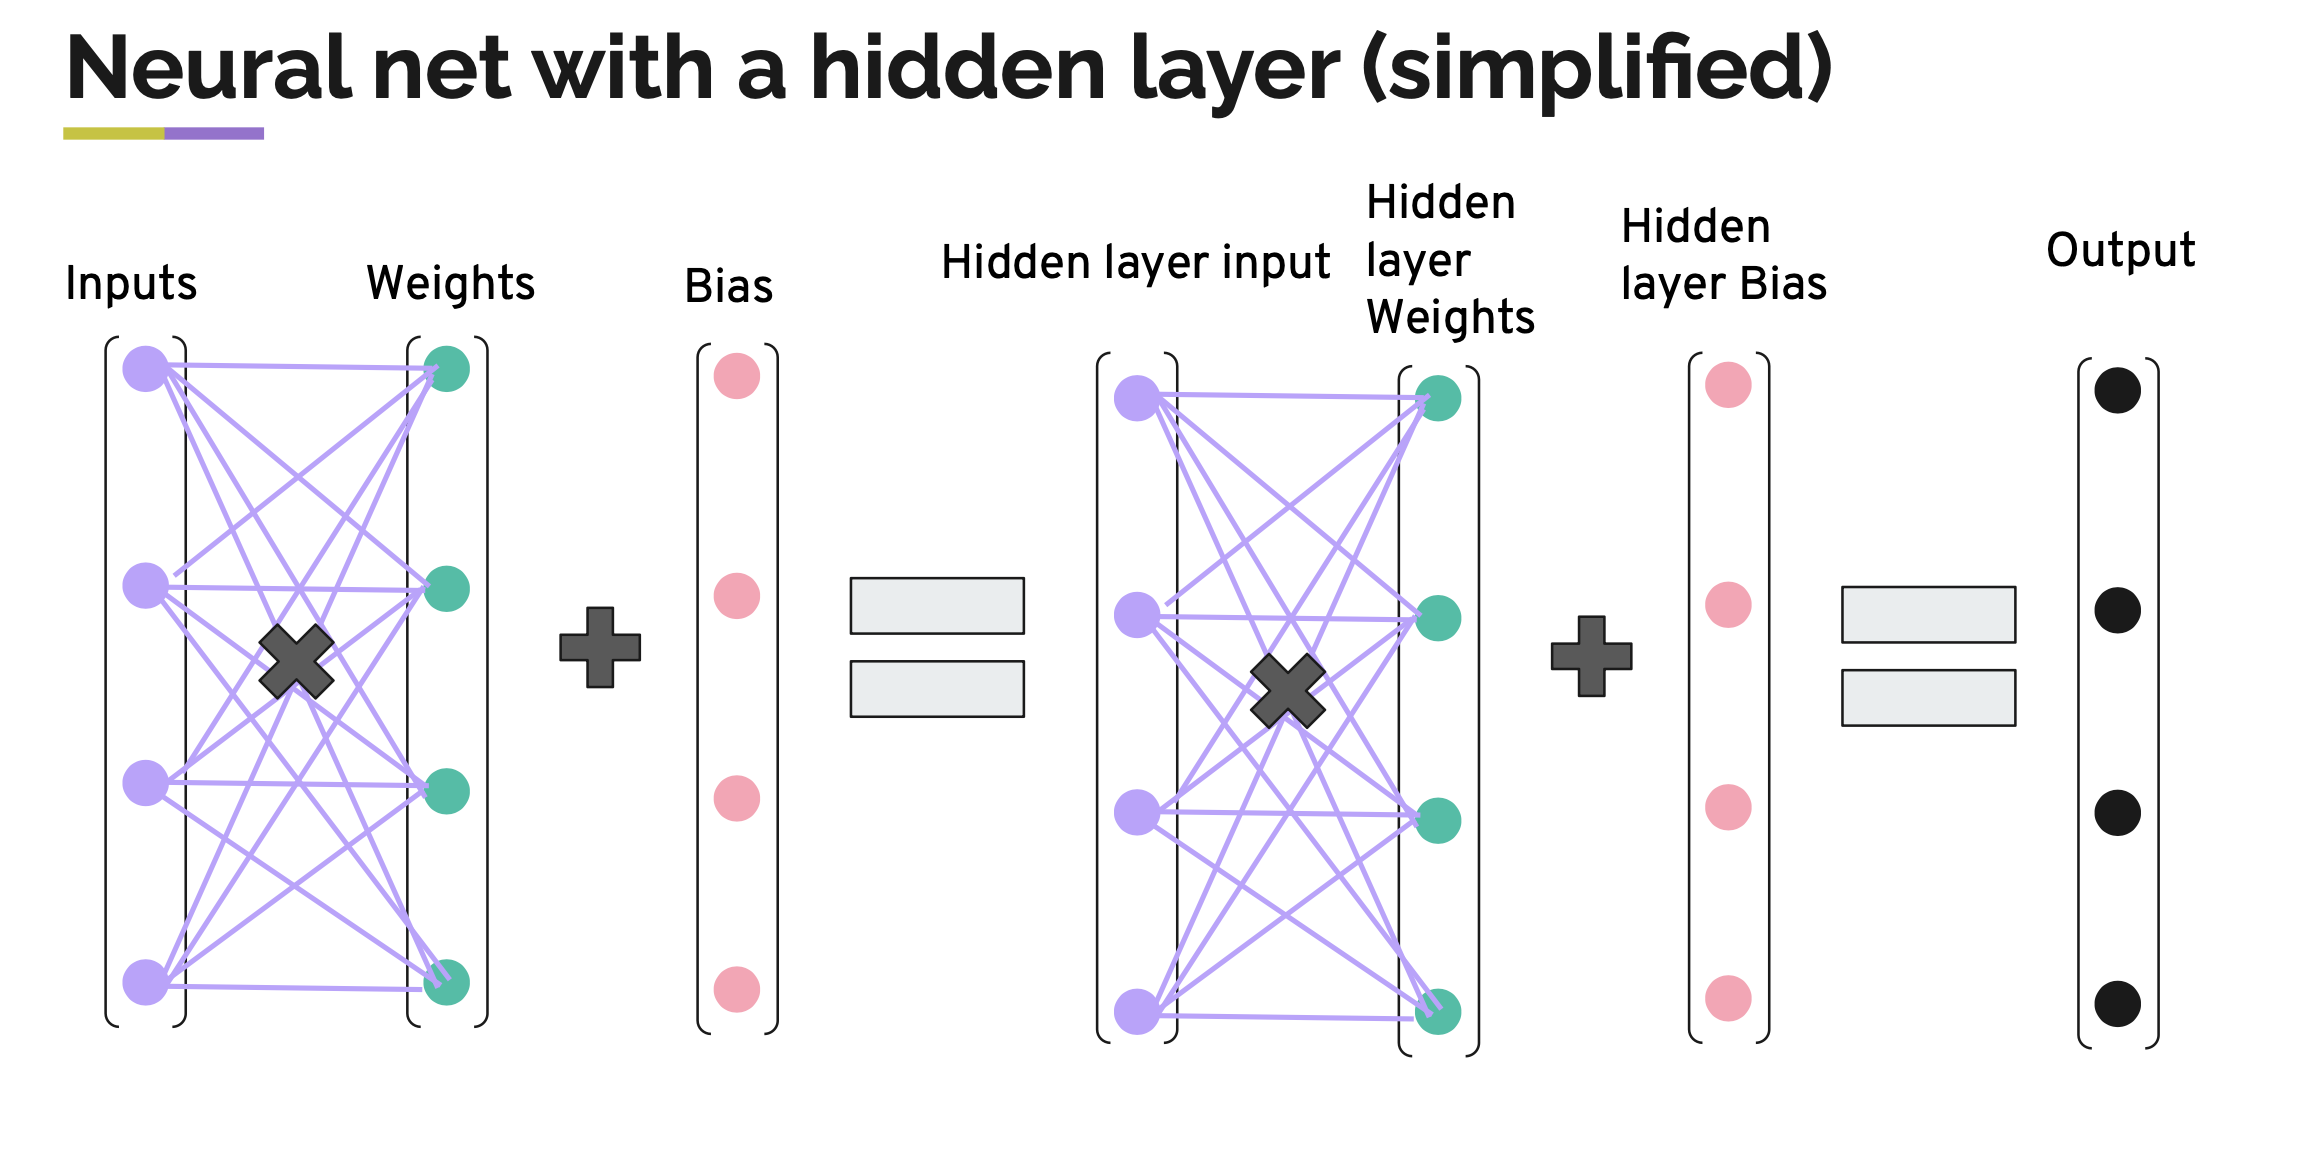 Neural net with a hidden layer (simplified)
Inputs
Weights
Bias
Hidden layer input
Hidden
layer
Weights
Hidden
layer Bias
Output